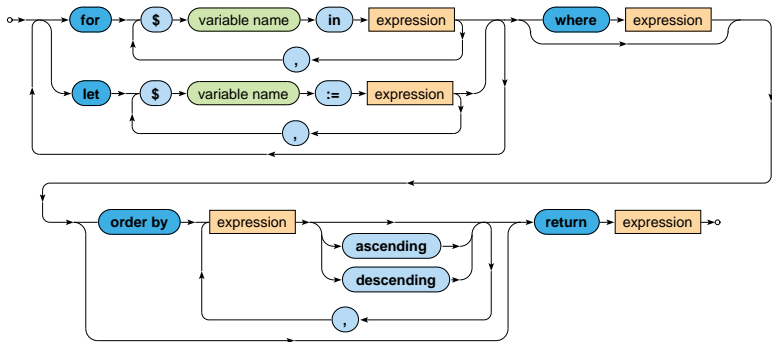 for $ variable name in expression where expression
,
let $ variable name := expression
,
order by expression return expression
ascending
descending
,